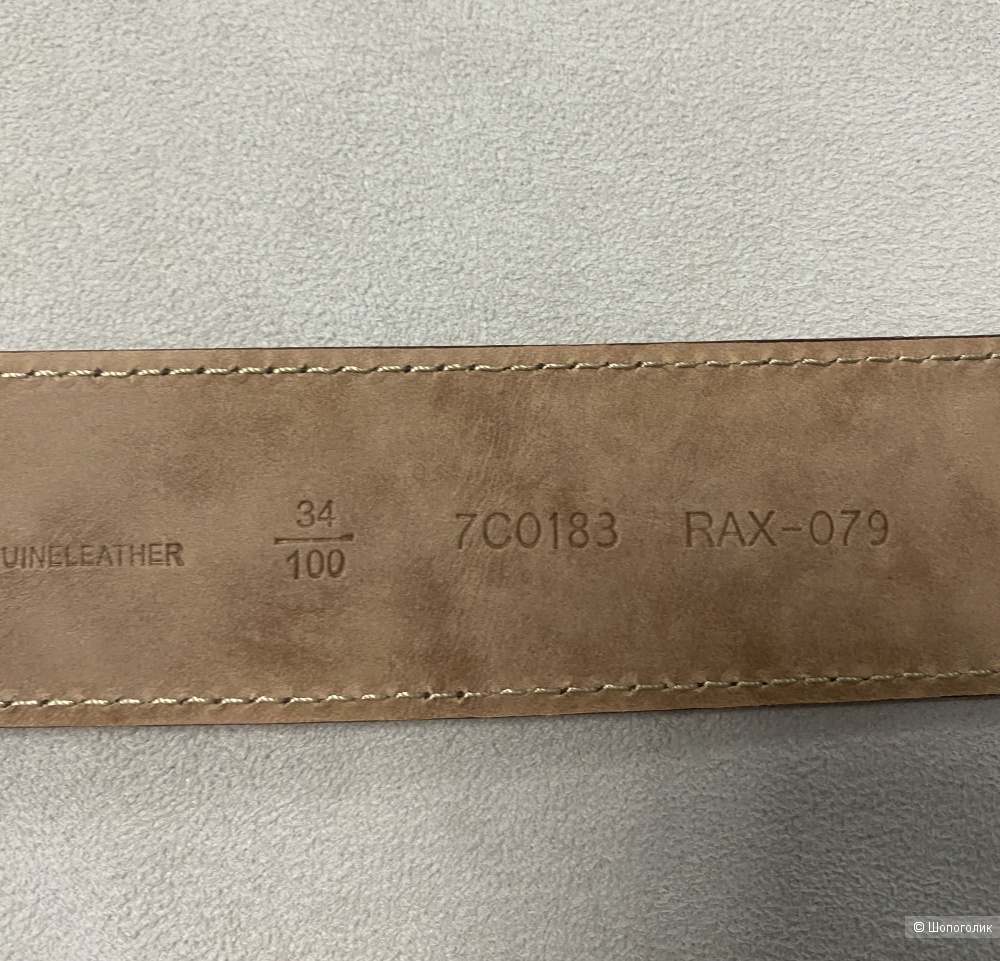 UINELEATHER
34
100
7C0183 RAX-079
© Шопоголик